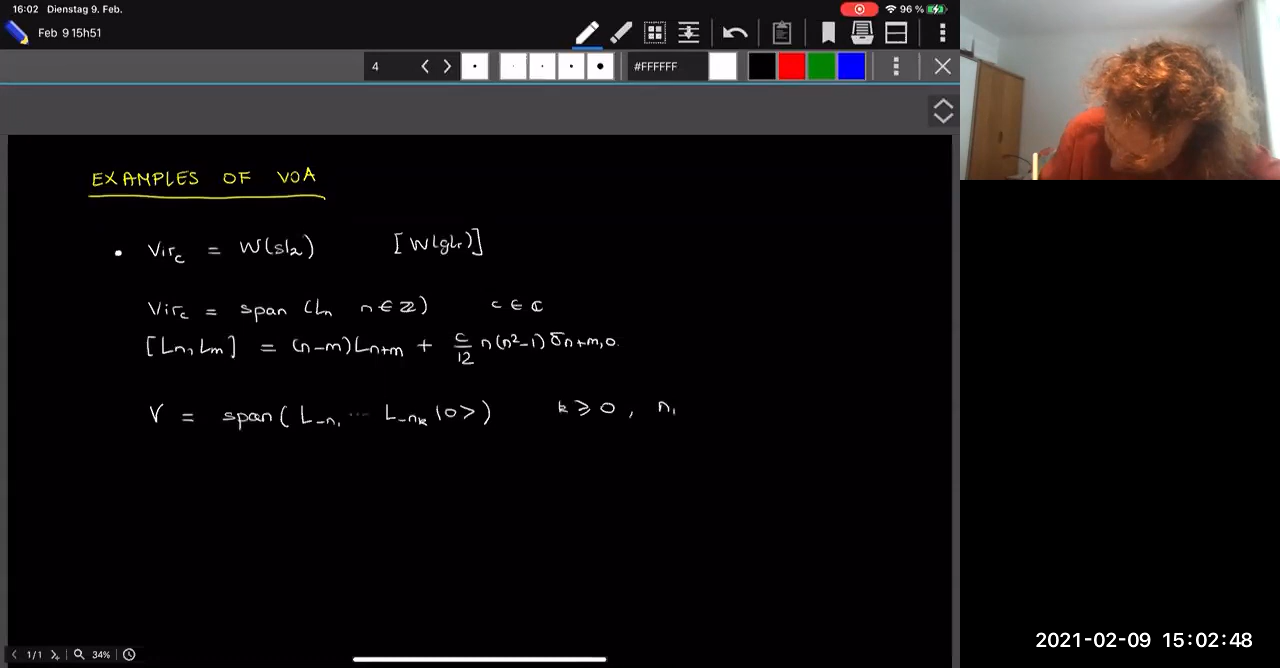 16:02 Dienstag 9. Feb.
96 %
Feb 9 15h51
4
#FFFFFF
EXAMPLES OF VOA
• Vir_c = W(sl_2) [W(gl_r)]
Vir_c = span (L_n n ∈ ℤ) c ∈ ℂ
[L_n, L_m] = (n-m)L_{n+m} + c/12 n(n²-1) δ_{n+m,0}.
V = span(L_{-n_1} ... L_{-n_k} |0>) k ⩾ 0, n_1
1/1
34%
2021-02-09 15:02:48